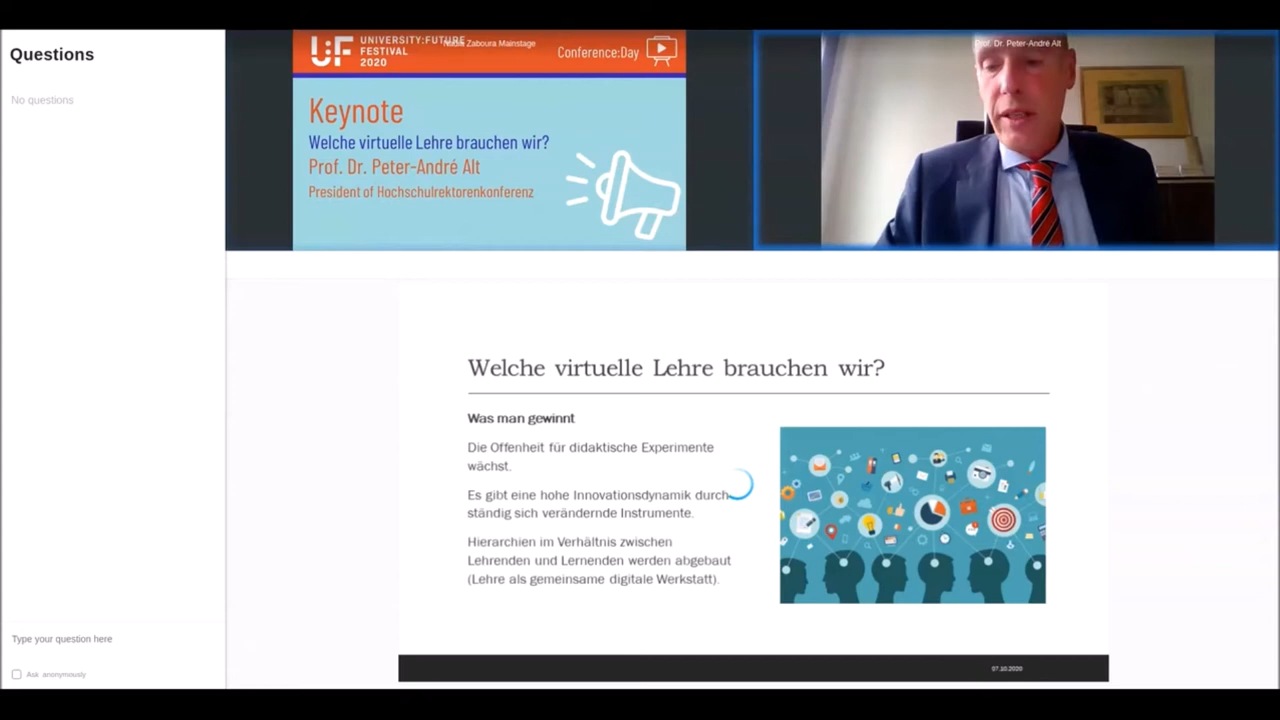 Questions
No questions
Type your question here
Ask anonymously
UNIVERSITY:FUTURE
FESTIVAL
2020
Zaboura Mainstage
Conference:Day
Keynote
Welche virtuelle Lehre brauchen wir?
Prof. Dr. Peter-André Alt
President of Hochschulrektorenkonferenz
Prof. Dr. Peter-André Alt
Welche virtuelle Lehre brauchen wir?
Was man gewinnt
Die Offenheit für didaktische Experimente
wächst.
Es gibt eine hohe Innovationsdynamik durch
ständig sich verändernde Instrumente.
Hierarchien im Verhältnis zwischen
Lehrenden und Lernenden werden abgebaut
(Lehre als gemeinsame digitale Werkstatt).
07.10.2020